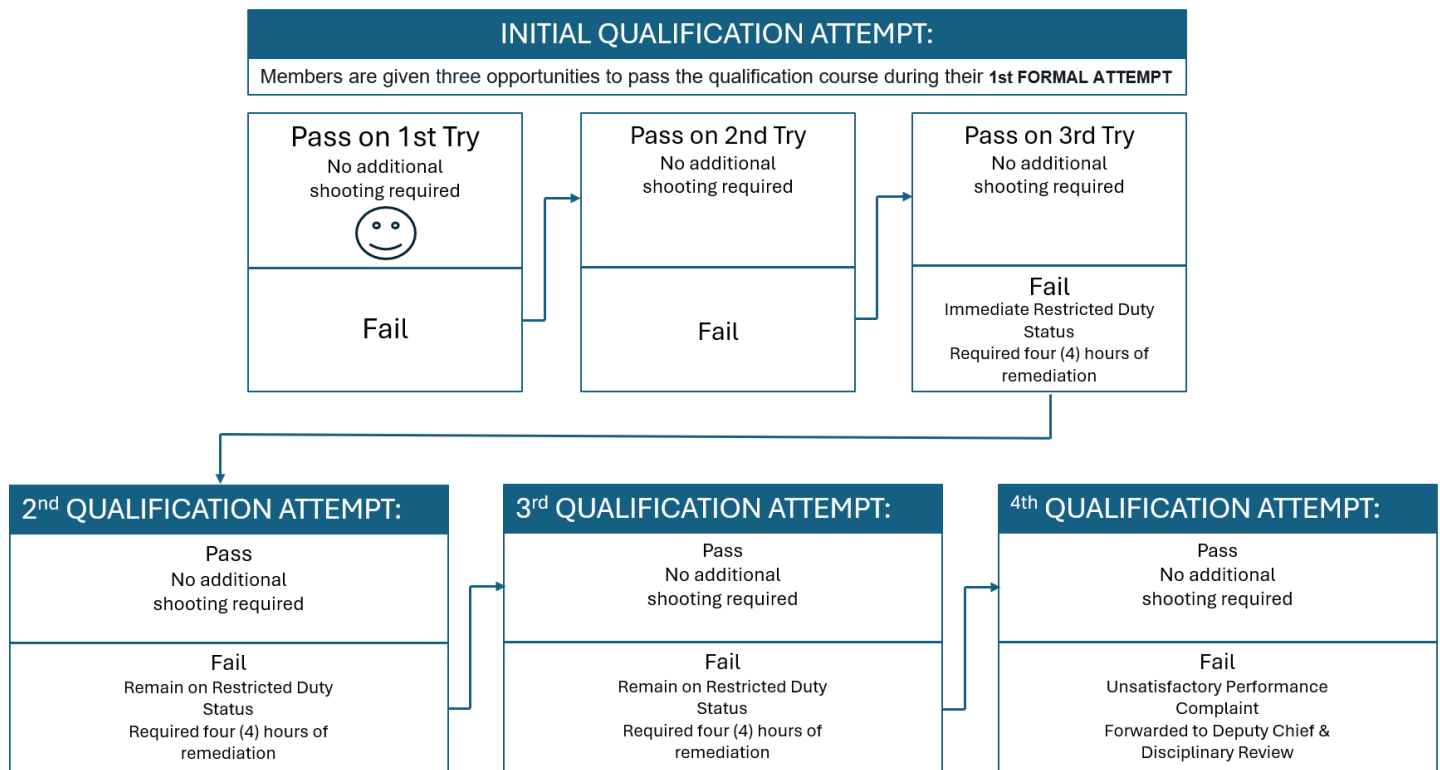 INITIAL QUALIFICATION ATTEMPT:
Members are given three opportunities to pass the qualification course during their 1st FORMAL ATTEMPT
Pass on 1st Try
No additional
shooting required
Fail
Pass on 2nd Try
No additional
shooting required
Fail
Pass on 3rd Try
No additional
shooting required
Fail
Immediate Restricted Duty
Status
Required four (4) hours of
remediation
2nd QUALIFICATION ATTEMPT:
Pass
No additional
shooting required
Fail
Remain on Restricted Duty
Status
Required four (4) hours of
remediation
3rd QUALIFICATION ATTEMPT:
Pass
No additional
shooting required
Fail
Remain on Restricted Duty
Status
Required four (4) hours of
remediation
4th QUALIFICATION ATTEMPT:
Pass
No additional
shooting required
Fail
Unsatisfactory Performance
Complaint
Forwarded to Deputy Chief &
Disciplinary Review